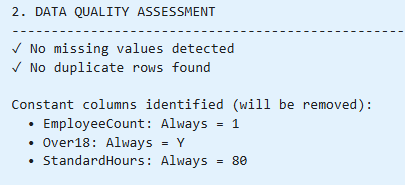 2. DATA QUALITY ASSESSMENT
--------------------------------------------------
✓ No missing values detected
✓ No duplicate rows found
Constant columns identified (will be removed):
• EmployeeCount: Always = 1
• Over18: Always = Y
• StandardHours: Always = 80